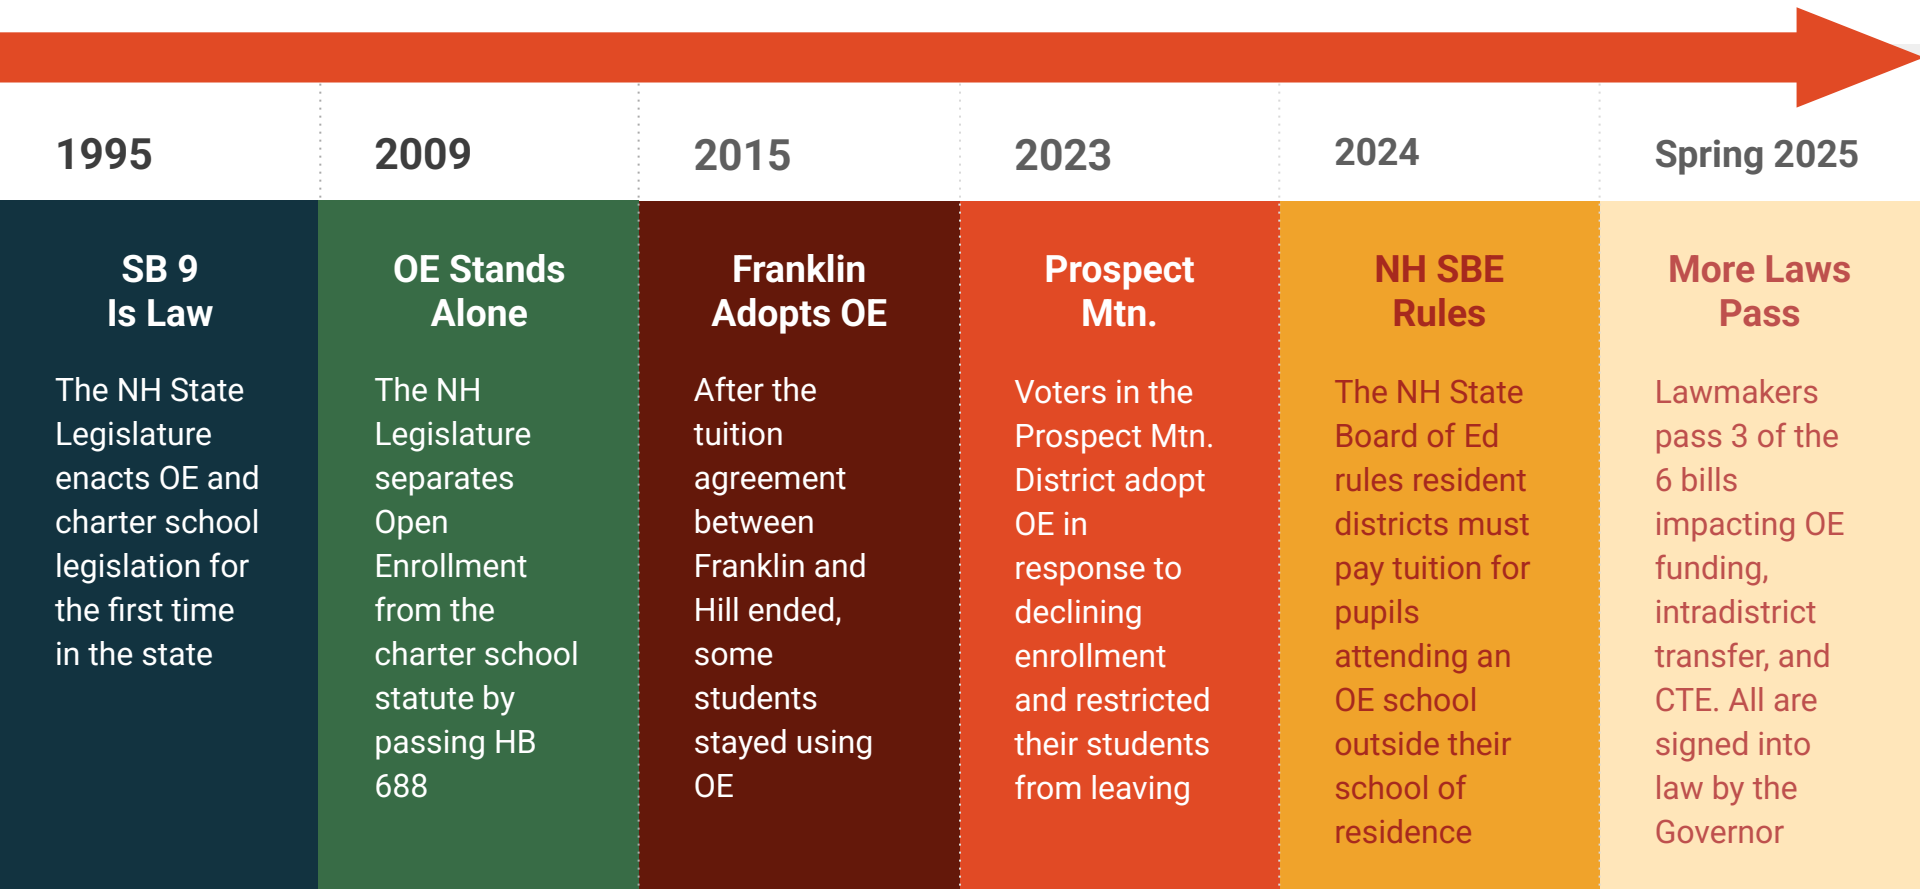 1995
SB 9
Is Law
The NH State
Legislature
enacts OE and
charter school
legislation for
the first time
in the state
2009
OE Stands
Alone
The NH
Legislature
separates
Open
Enrollment
from the
charter school
statute by
passing HB
688
2015
Franklin
Adopts OE
After the
tuition
agreement
between
Franklin and
Hill ended,
some
students
stayed using
OE
2023
Prospect
Mtn.
Voters in the
Prospect Mtn.
District adopt
OE in
response to
declining
enrollment
and restricted
their students
from leaving
2024
NH SBE
Rules
The NH State
Board of Ed
rules resident
districts must
pay tuition for
pupils
attending an
OE school
outside their
school of
residence
Spring 2025
More Laws
Pass
Lawmakers
pass 3 of the
6 bills
impacting OE
funding,
intradistrict
transfer, and
CTE. All are
signed into
law by the
Governor